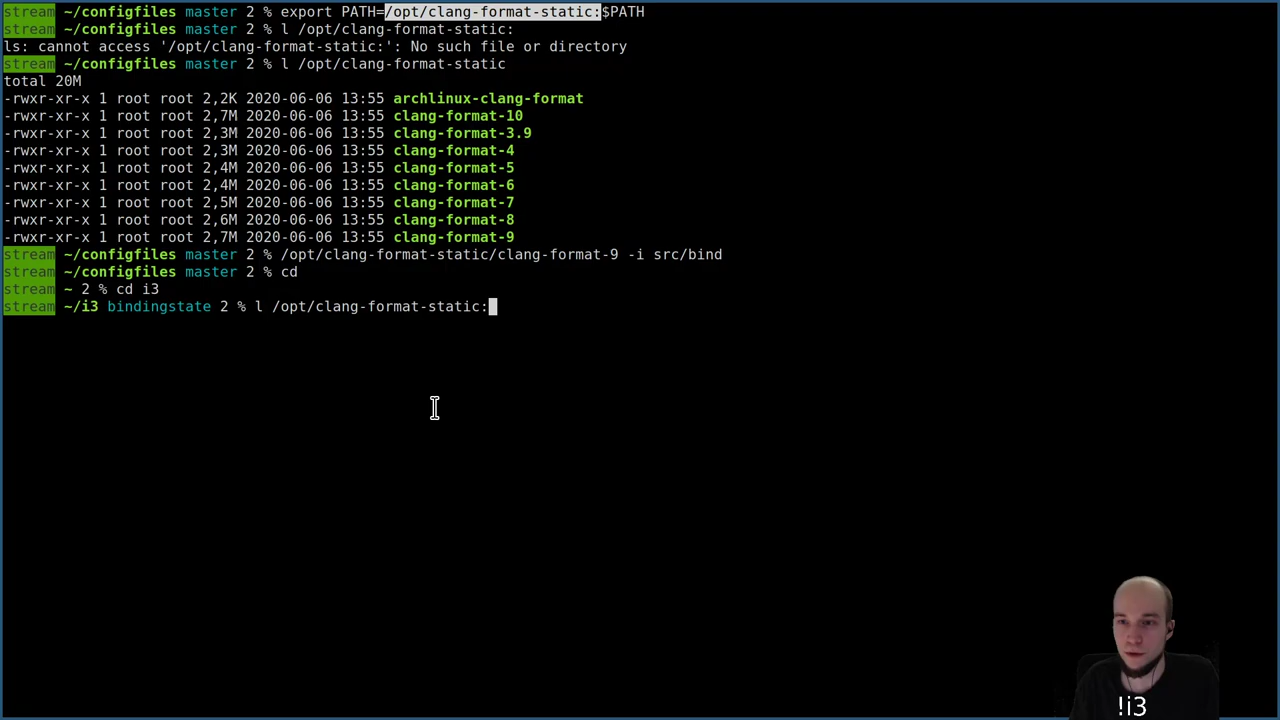 stream ~/configfiles master 2 % export PATH=/opt/clang-format-static:$PATH
stream ~/configfiles master 2 % l /opt/clang-format-static:
ls: cannot access '/opt/clang-format-static:': No such file or directory
stream ~/configfiles master 2 % l /opt/clang-format-static
total 20M
-rwxr-xr-x 1 root root 2,2K 2020-06-06 13:55 archlinux-clang-format
-rwxr-xr-x 1 root root 2,7M 2020-06-06 13:55 clang-format-10
-rwxr-xr-x 1 root root 2,3M 2020-06-06 13:55 clang-format-3.9
-rwxr-xr-x 1 root root 2,3M 2020-06-06 13:55 clang-format-4
-rwxr-xr-x 1 root root 2,4M 2020-06-06 13:55 clang-format-5
-rwxr-xr-x 1 root root 2,4M 2020-06-06 13:55 clang-format-6
-rwxr-xr-x 1 root root 2,5M 2020-06-06 13:55 clang-format-7
-rwxr-xr-x 1 root root 2,6M 2020-06-06 13:55 clang-format-8
-rwxr-xr-x 1 root root 2,7M 2020-06-06 13:55 clang-format-9
stream ~/configfiles master 2 % /opt/clang-format-static/clang-format-9 -i src/bind
stream ~/configfiles master 2 % cd
stream ~ 2 % cd i3
stream ~/i3 bindingstate 2 % l /opt/clang-format-static:
!i3